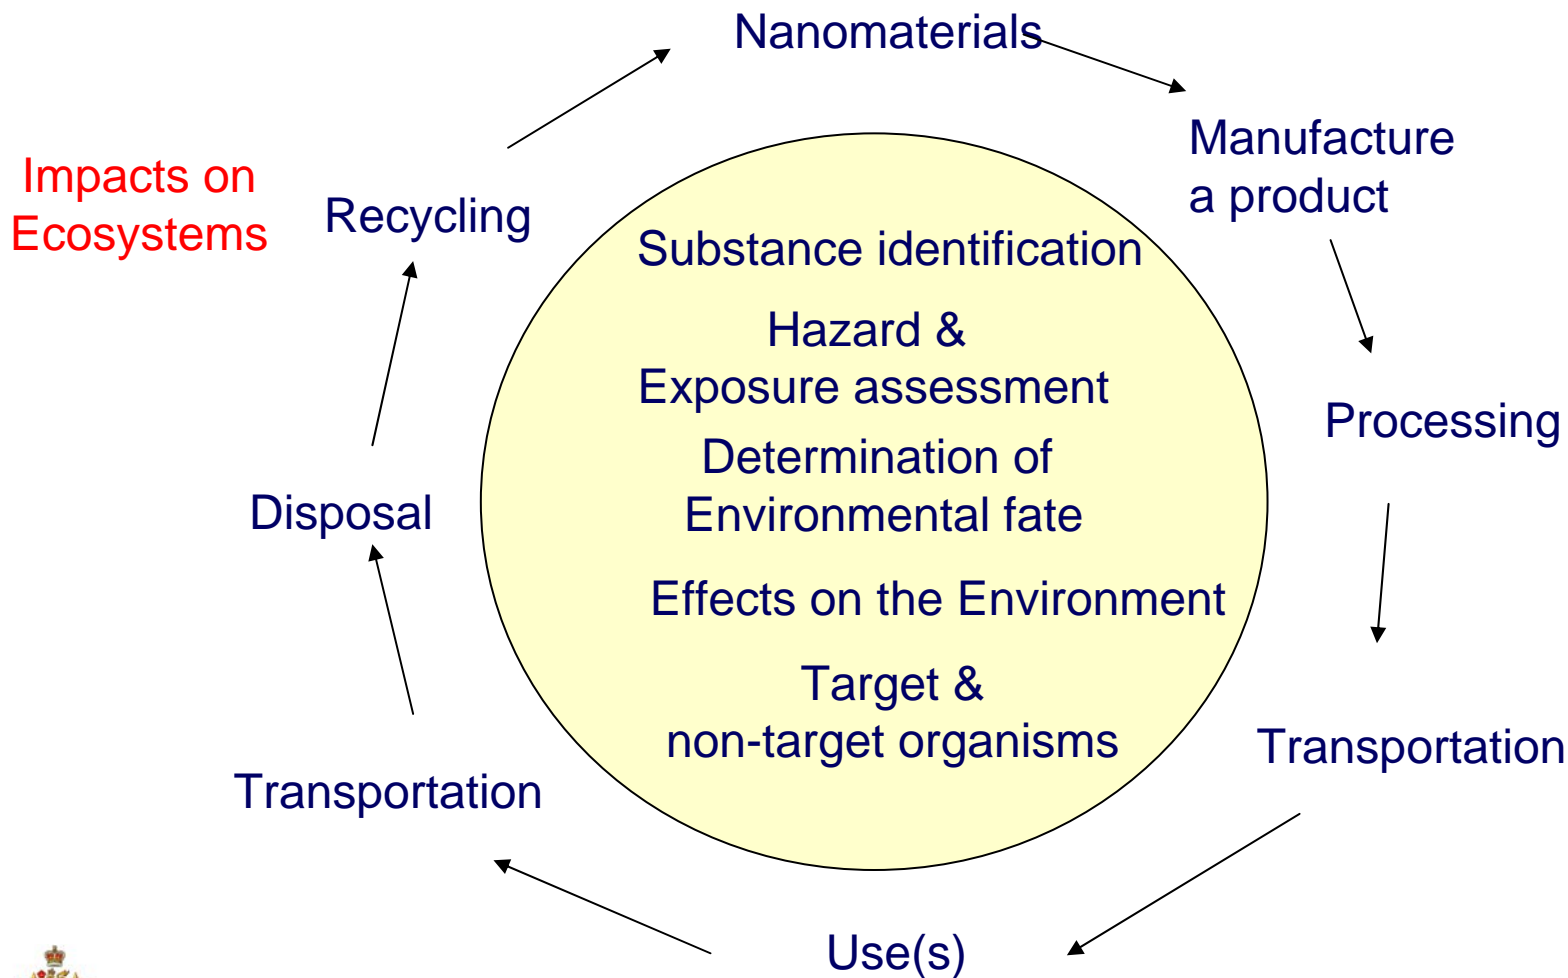 Nanomaterials
Manufacture
a product
Impacts on
Ecosystems
Recycling
Substance identification
Hazard &
Exposure assessment
Processing
Determination of
Environmental fate
Disposal
Effects on the Environment
Target &
non-target organisms
Transportation
Transportation
Use(s)